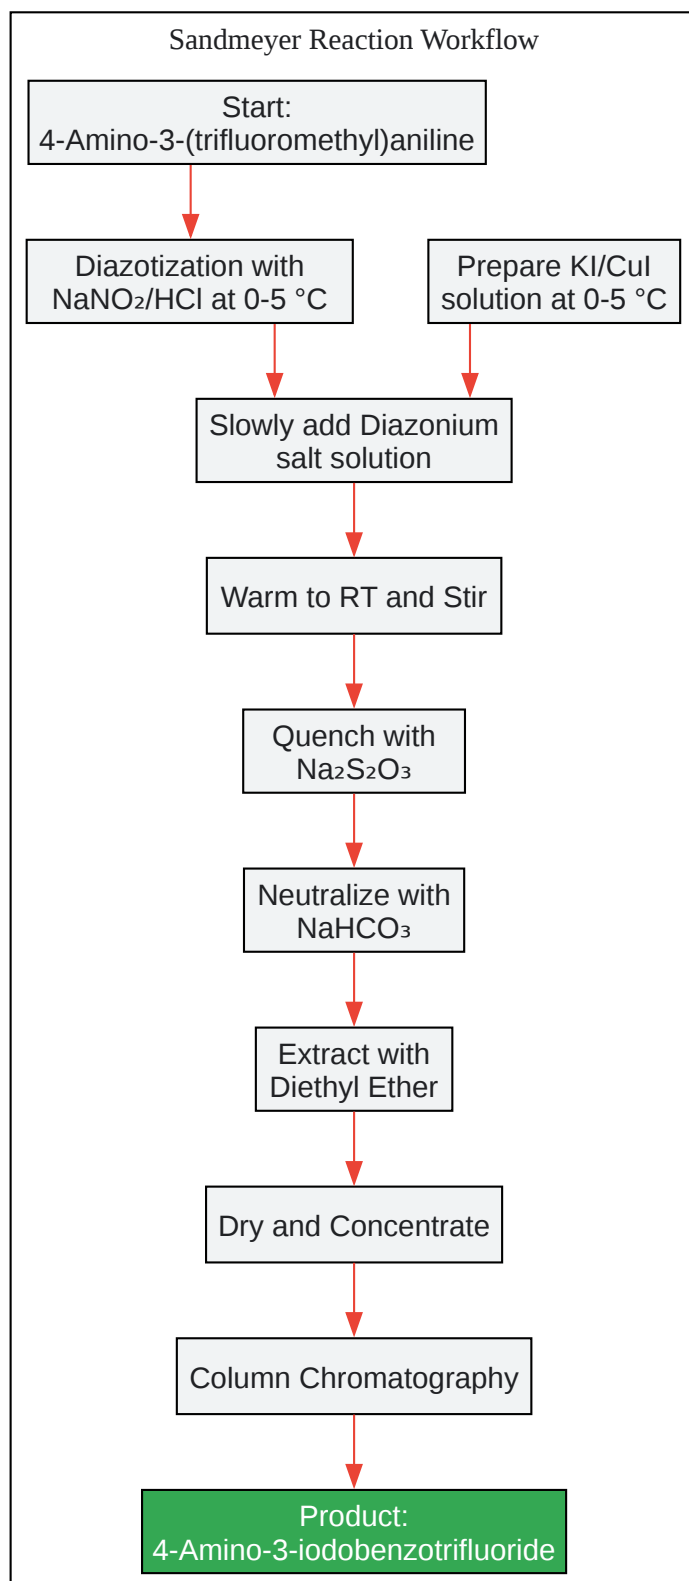 Sandmeyer Reaction Workflow
Start:
4-Amino-3-(trifluoromethyl)aniline
Diazotization with
NaNO₂/HCl at 0-5 °C
Prepare KI/CuI
solution at 0-5 °C
Slowly add Diazonium
salt solution
Warm to RT and Stir
Quench with
Na₂S₂O₃
Neutralize with
NaHCO₃
Extract with
Diethyl Ether
Dry and Concentrate
Column Chromatography
Product:
4-Amino-3-iodobenzotrifluoride